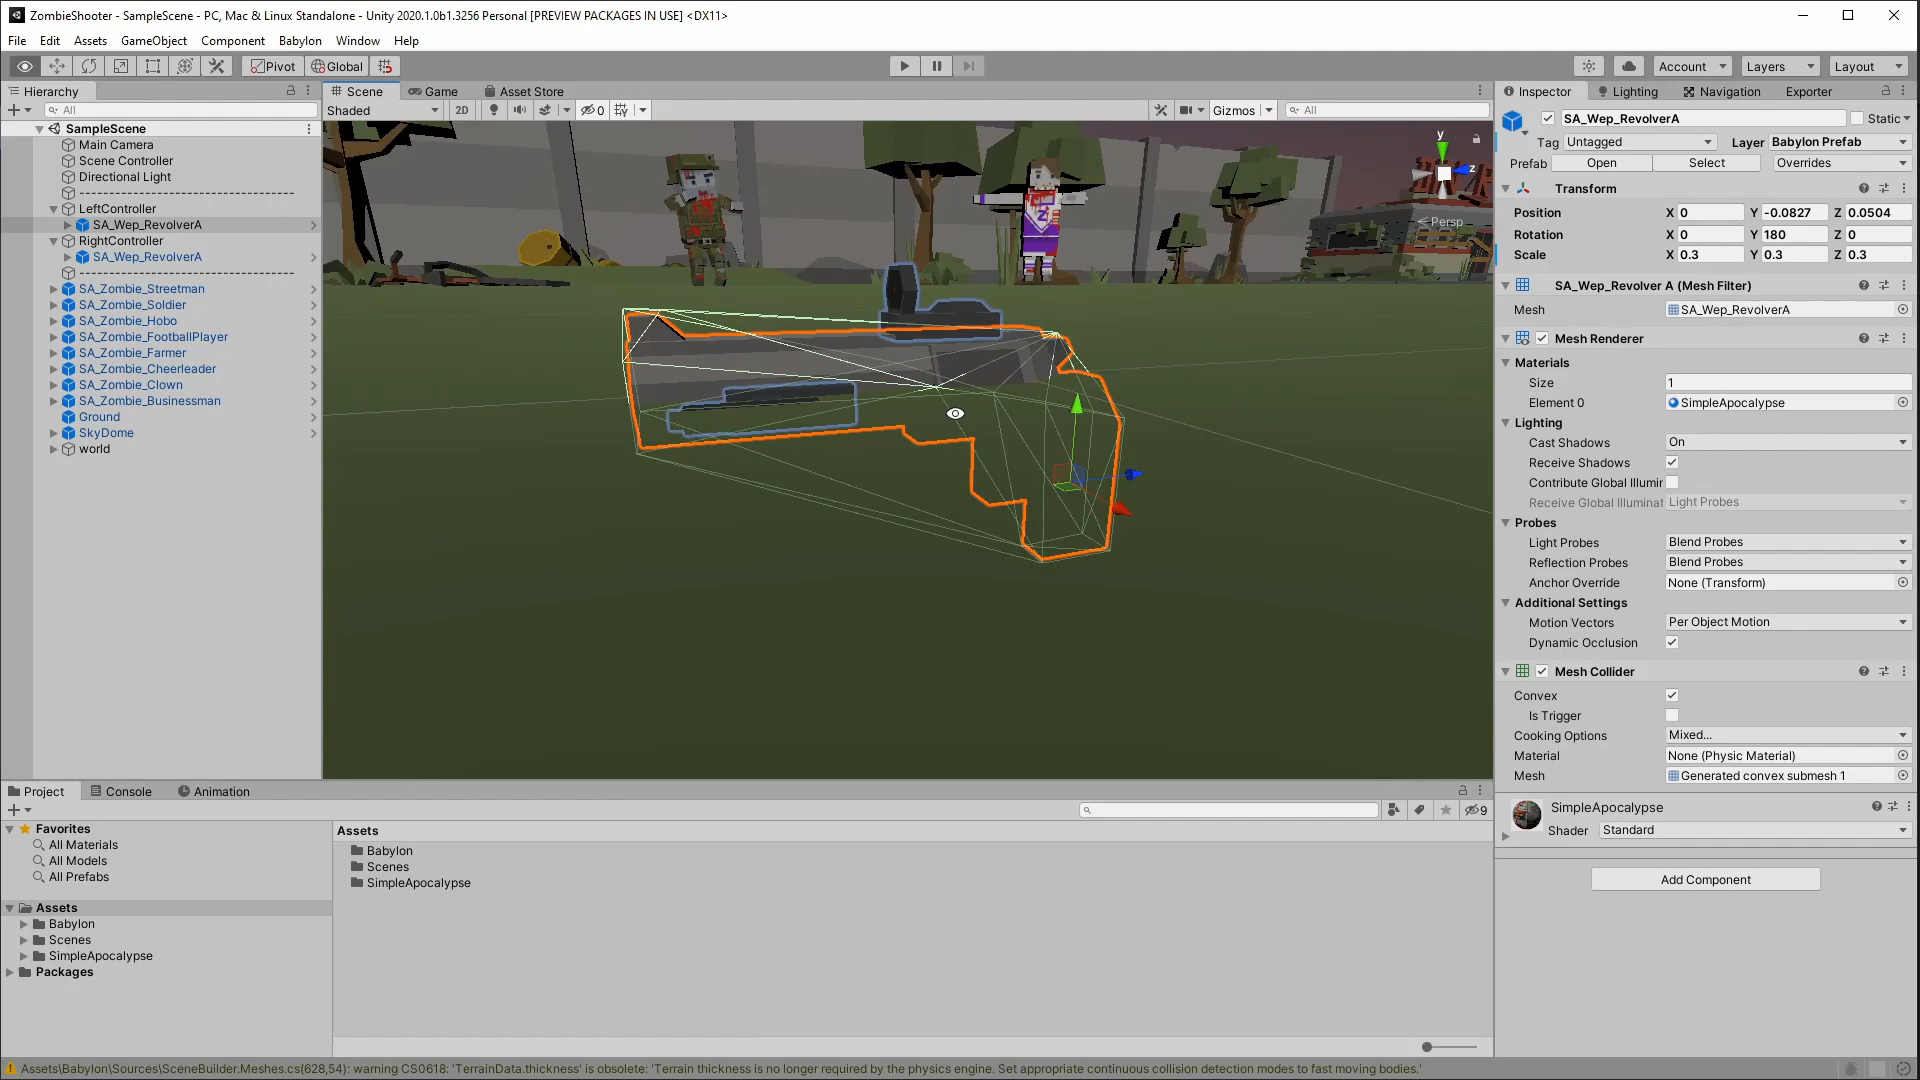 ZombieShooter - SampleScene - PC, Mac & Linux Standalone - Unity 2020.1.0b1.3256 Personal [PREVIEW PACKAGES IN USE] <DX11>
File Edit Assets GameObject Component Babylon Window Help
Pivot Global Account Layers Layout
Hierarchy
All
SampleScene
Main Camera
Scene Controller
Directional Light
---------------------------
LeftController
SA_Wep_RevolverA
RightController
SA_Wep_RevolverA
---------------------------
SA_Zombie_Streetman
SA_Zombie_Soldier
SA_Zombie_Hobo
SA_Zombie_FootballPlayer
SA_Zombie_Farmer
SA_Zombie_Cheerleader
SA_Zombie_Clown
SA_Zombie_Businessman
Ground
SkyDome
world
Scene Game Asset Store
Shaded 2D 0 Gizmos All
y
z
Persp
Inspector Lighting Navigation Exporter
SA_Wep_RevolverA Static
Tag Untagged Layer Babylon Prefab
Prefab Open Select Overrides
Transform
Position X 0 Y -0.0827 Z 0.0504
Rotation X 0 Y 180 Z 0
Scale X 0.3 Y 0.3 Z 0.3
SA_Wep_Revolver A (Mesh Filter)
Mesh SA_Wep_RevolverA
Mesh Renderer
Materials
Size 1
Element 0 SimpleApocalypse
Lighting
Cast Shadows On
Receive Shadows
Contribute Global Illumir
Receive Global Illuminat Light Probes
Probes
Light Probes Blend Probes
Reflection Probes Blend Probes
Anchor Override None (Transform)
Additional Settings
Motion Vectors Per Object Motion
Dynamic Occlusion
Mesh Collider
Convex
Is Trigger
Cooking Options Mixed...
Material None (Physic Material)
Mesh Generated convex submesh 1
SimpleApocalypse
Shader Standard
Add Component
Project Console Animation
9
Favorites
All Materials
All Models
All Prefabs
Assets
Babylon
Scenes
SimpleApocalypse
Packages
Assets
Babylon
Scenes
SimpleApocalypse
Assets\Babylon\Sources\SceneBuilder.Meshes.cs(628,54): warning CS0618: 'TerrainData.thickness' is obsolete: 'Terrain thickness is no longer required by the physics engine. Set appropriate continuous collision detection modes to fast moving bodies.'